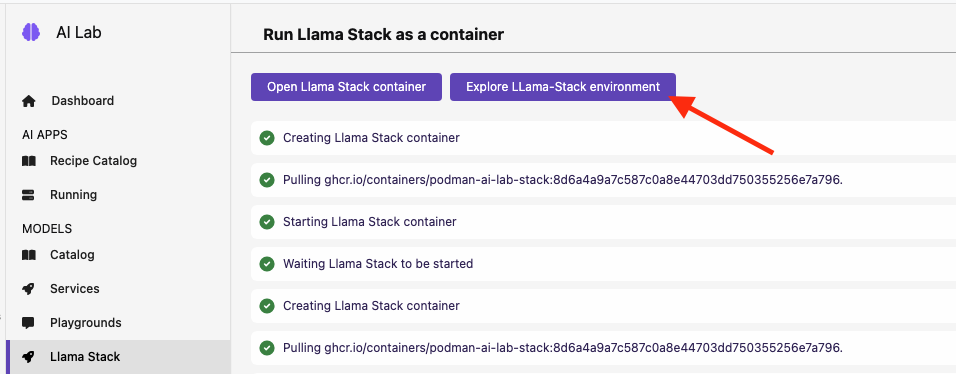 AI Lab
Dashboard
AI APPS
Recipe Catalog
Running
MODELS
Catalog
Services
Playgrounds
Llama Stack
Run Llama Stack as a container
Open Llama Stack container
Explore LLama-Stack environment
Creating Llama Stack container
Pulling ghcr.io/containers/podman-ai-lab-stack:8d6a4a9a7c587c0a8e44703dd750355256e7a796.
Starting Llama Stack container
Waiting Llama Stack to be started
Creating Llama Stack container
Pulling ghcr.io/containers/podman-ai-lab-stack:8d6a4a9a7c587c0a8e44703dd750355256e7a796.